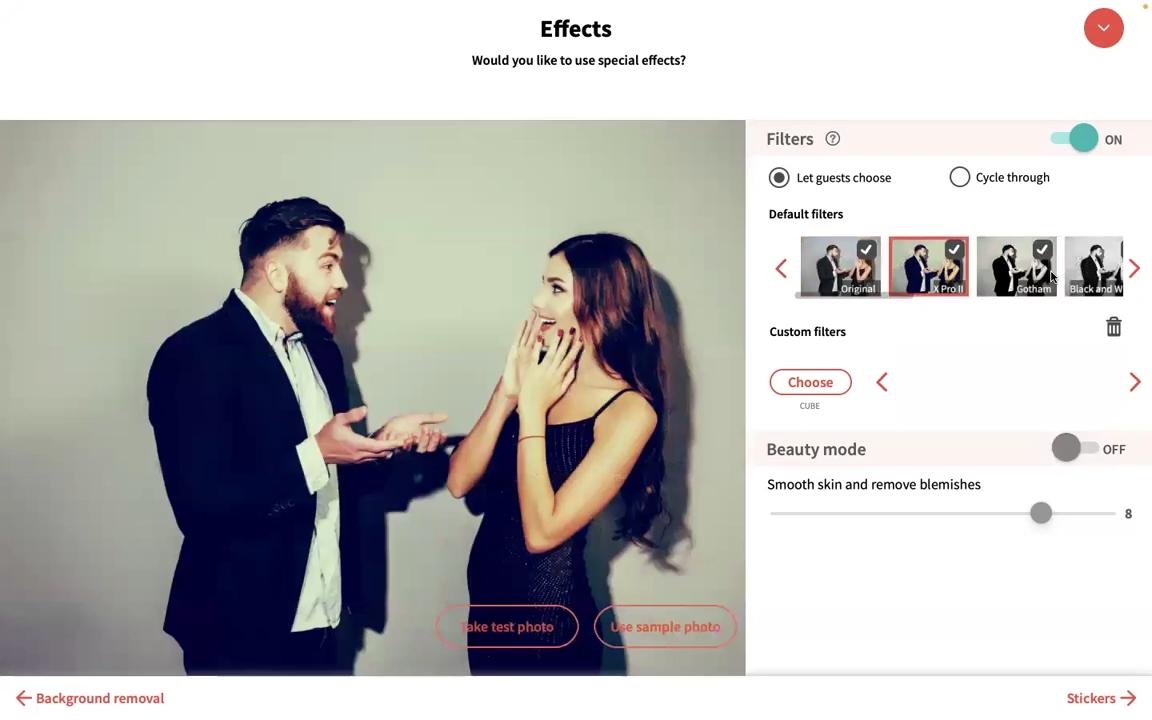 Effects
Would you like to use special effects?
Filters ?
ON
Let guests choose
Cycle through
Default filters
Original
X Pro II
Gotham
Black and W
Custom filters
Choose
CUBE
Beauty mode
OFF
Smooth skin and remove blemishes
8
Take test photo
Use sample photo
Background removal
Stickers